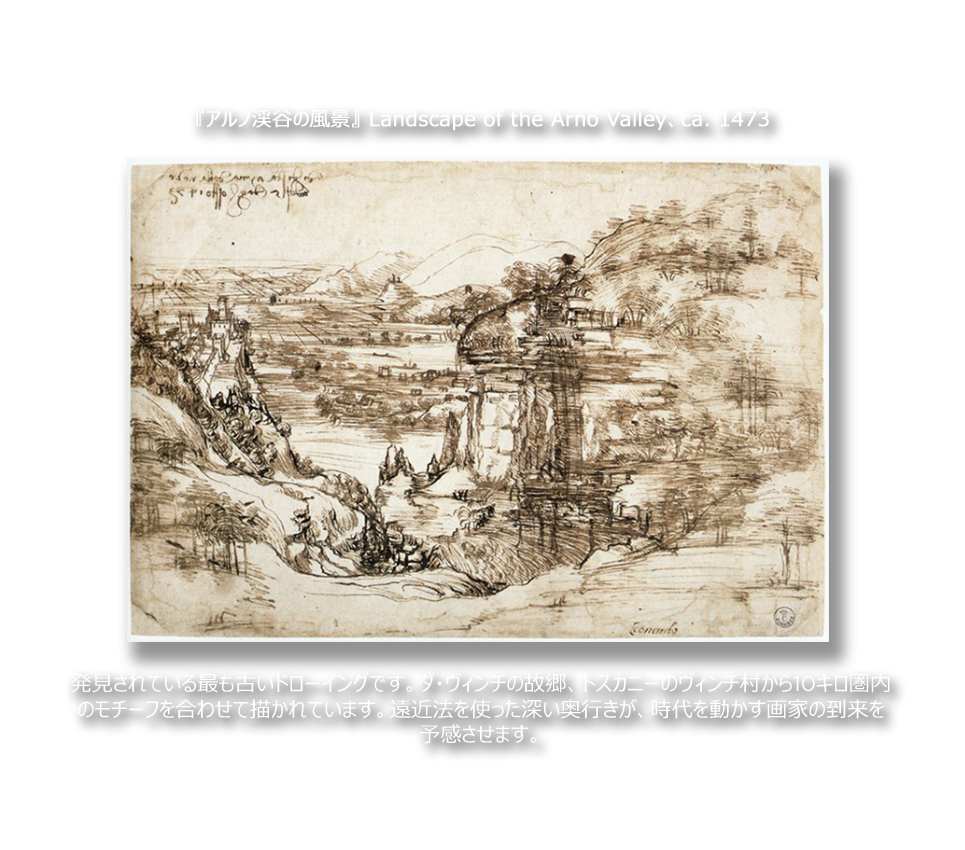 『アルノ渓谷の風景』 Landscape of the Arno Valley、ca. 1473
Leonardo
発見されている最も古いドローイングです。ダ・ヴィンチの故郷、トスカニーのヴィンチ村から10キロ圏内
のモチーフを合わせて描かれています。遠近法を使った深い奥行きが、時代を動かす画家の到来を
予感させます。